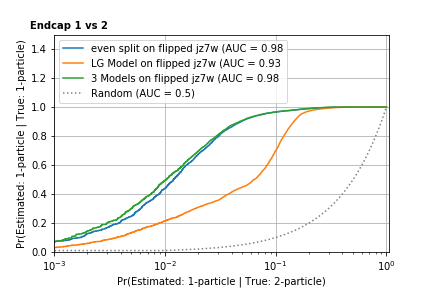 Endcap 1 vs 2
even split on flipped jz7w (AUC = 0.98
LG Model on flipped jz7w (AUC = 0.93
3 Models on flipped jz7w (AUC = 0.98
Random (AUC = 0.5)
Pr(Estimated: 1-particle | True: 1-particle)
1.4
1.2
1.0
0.8
0.6
0.4
0.2
0.0
10⁻³
10⁻²
10⁻¹
10⁰
Pr(Estimated: 1-particle | True: 2-particle)